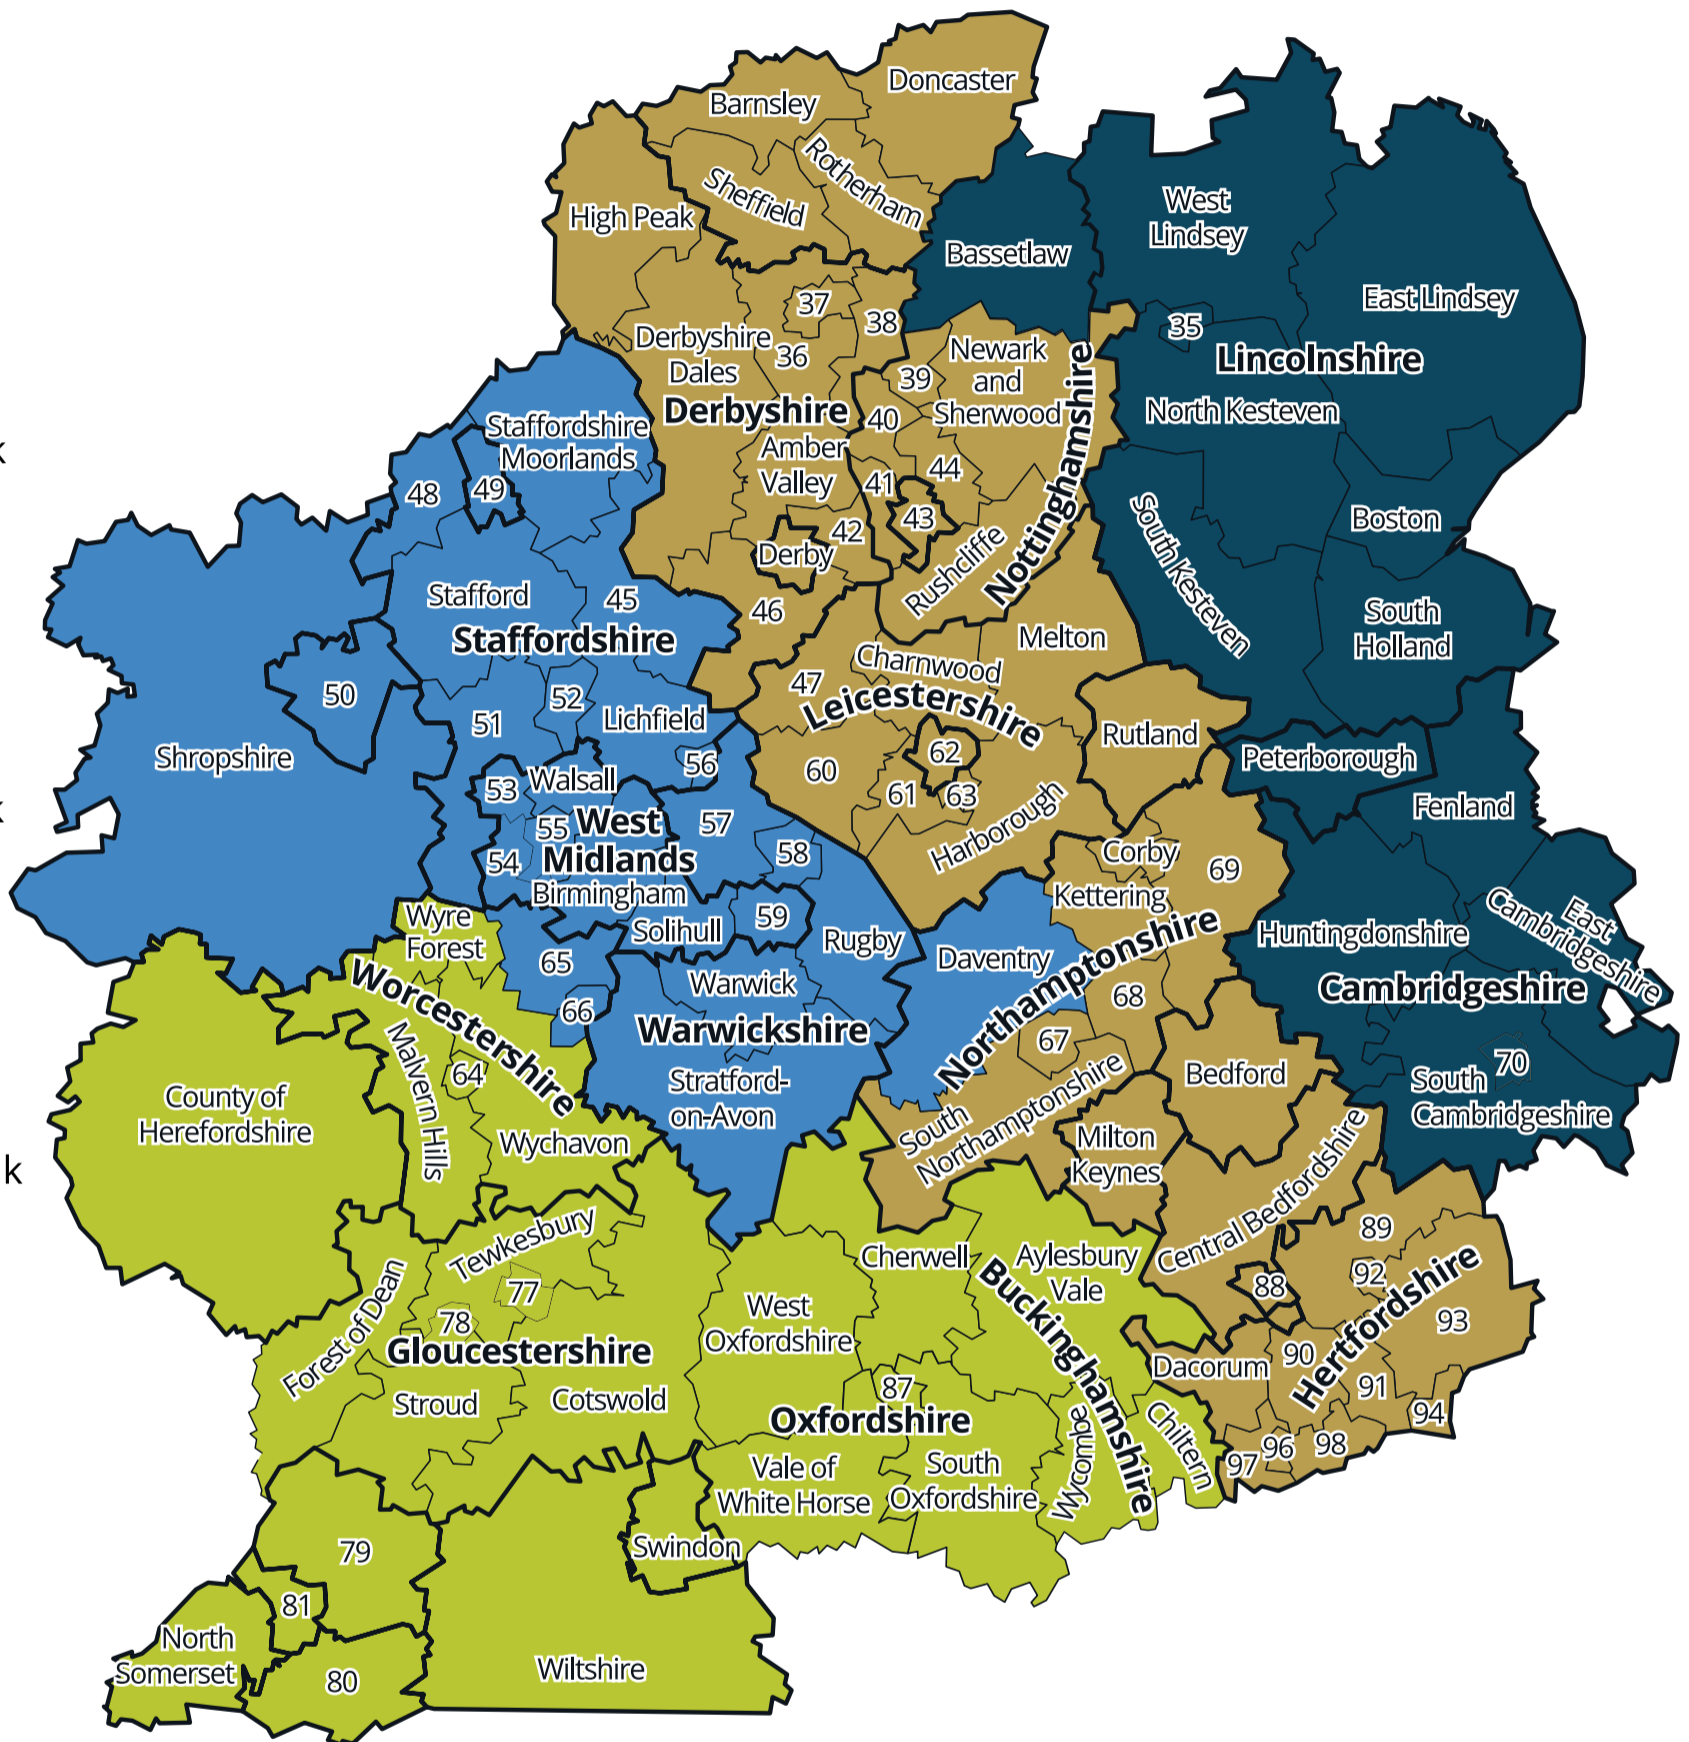 Doncaster
Barnsley
Rotherham
Sheffield
High Peak
West
Lindsey
Bassetlaw
East Lindsey
37
38
35
Derbyshire
Dales
36
Newark
and
Sherwood
Lincolnshire
39
Derbyshire
40
Nottinghamshire
North Kesteven
Staffordshire
Moorlands
Amber
Valley
k
44
41
48
49
43
42
Boston
South Kesteven
Derby
Rushcliffe
Stafford
45
46
South
Holland
Staffordshire
Melton
Charnwood
47
50
52
51
Lichfield
Leicestershire
Rutland
Shropshire
62
Peterborough
56
60
53
Walsall
61
63
Fenland
k
55
West
Midlands
57
Harborough
54
58
Corby
69
Birmingham
Kettering
Wyre
Forest
59
Solihull
Rugby
East
Cambridgeshire
Huntingdonshire
65
Daventry
Northamptonshire
Worcestershire
Warwick
68
Cambridgeshire
66
Warwickshire
67
64
Malvern Hills
Bedford
70
South
Cambridgeshire
Stratford-
on-Avon
County of
Herefordshire
South
Northamptonshire
Milton
Keynes
Wychavon
k
Central Bedfordshire
89
Tewkesbury
Cherwell
Aylesbury
Vale
77
88
92
Forest of Dean
West
Oxfordshire
Buckinghamshire
Hertfordshire
78
93
Gloucestershire
90
Dacorum
87
91
Stroud
Cotswold
Oxfordshire
94
Wycombe
Chiltern
96
98
97
Vale of
White Horse
South
Oxfordshire
79
Swindon
81
North
Somerset
80
Wiltshire